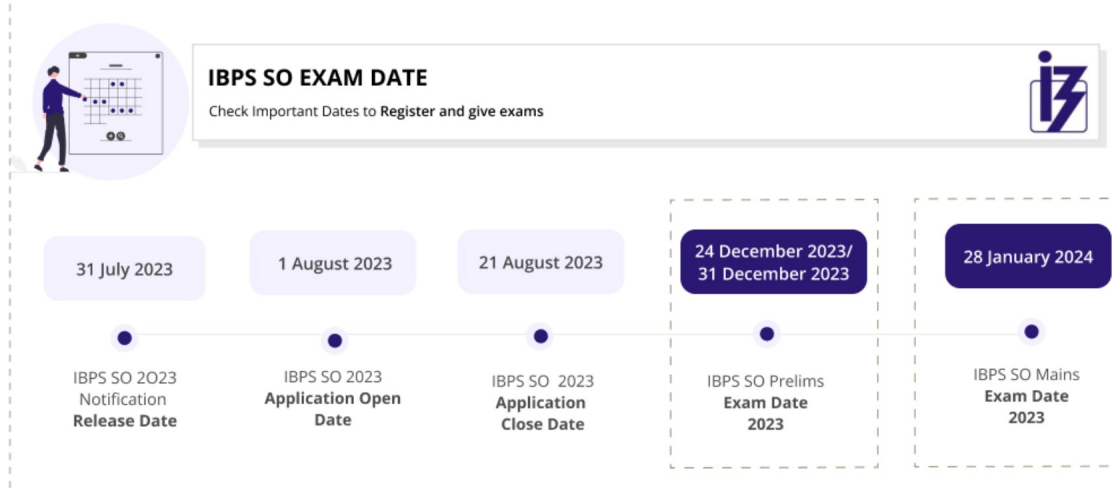 IBPS SO EXAM DATE
Check Important Dates to Register and give exams
31 July 2023
1 August 2023
21 August 2023
24 December 2023/
31 December 2023
28 January 2024
IBPS SO 2O23
Notification
Release Date
IBPS SO 2023
Application Open
Date
IBPS SO 2023
Application
Close Date
IBPS SO Prelims
Exam Date
2023
IBPS SO Mains
Exam Date
2023